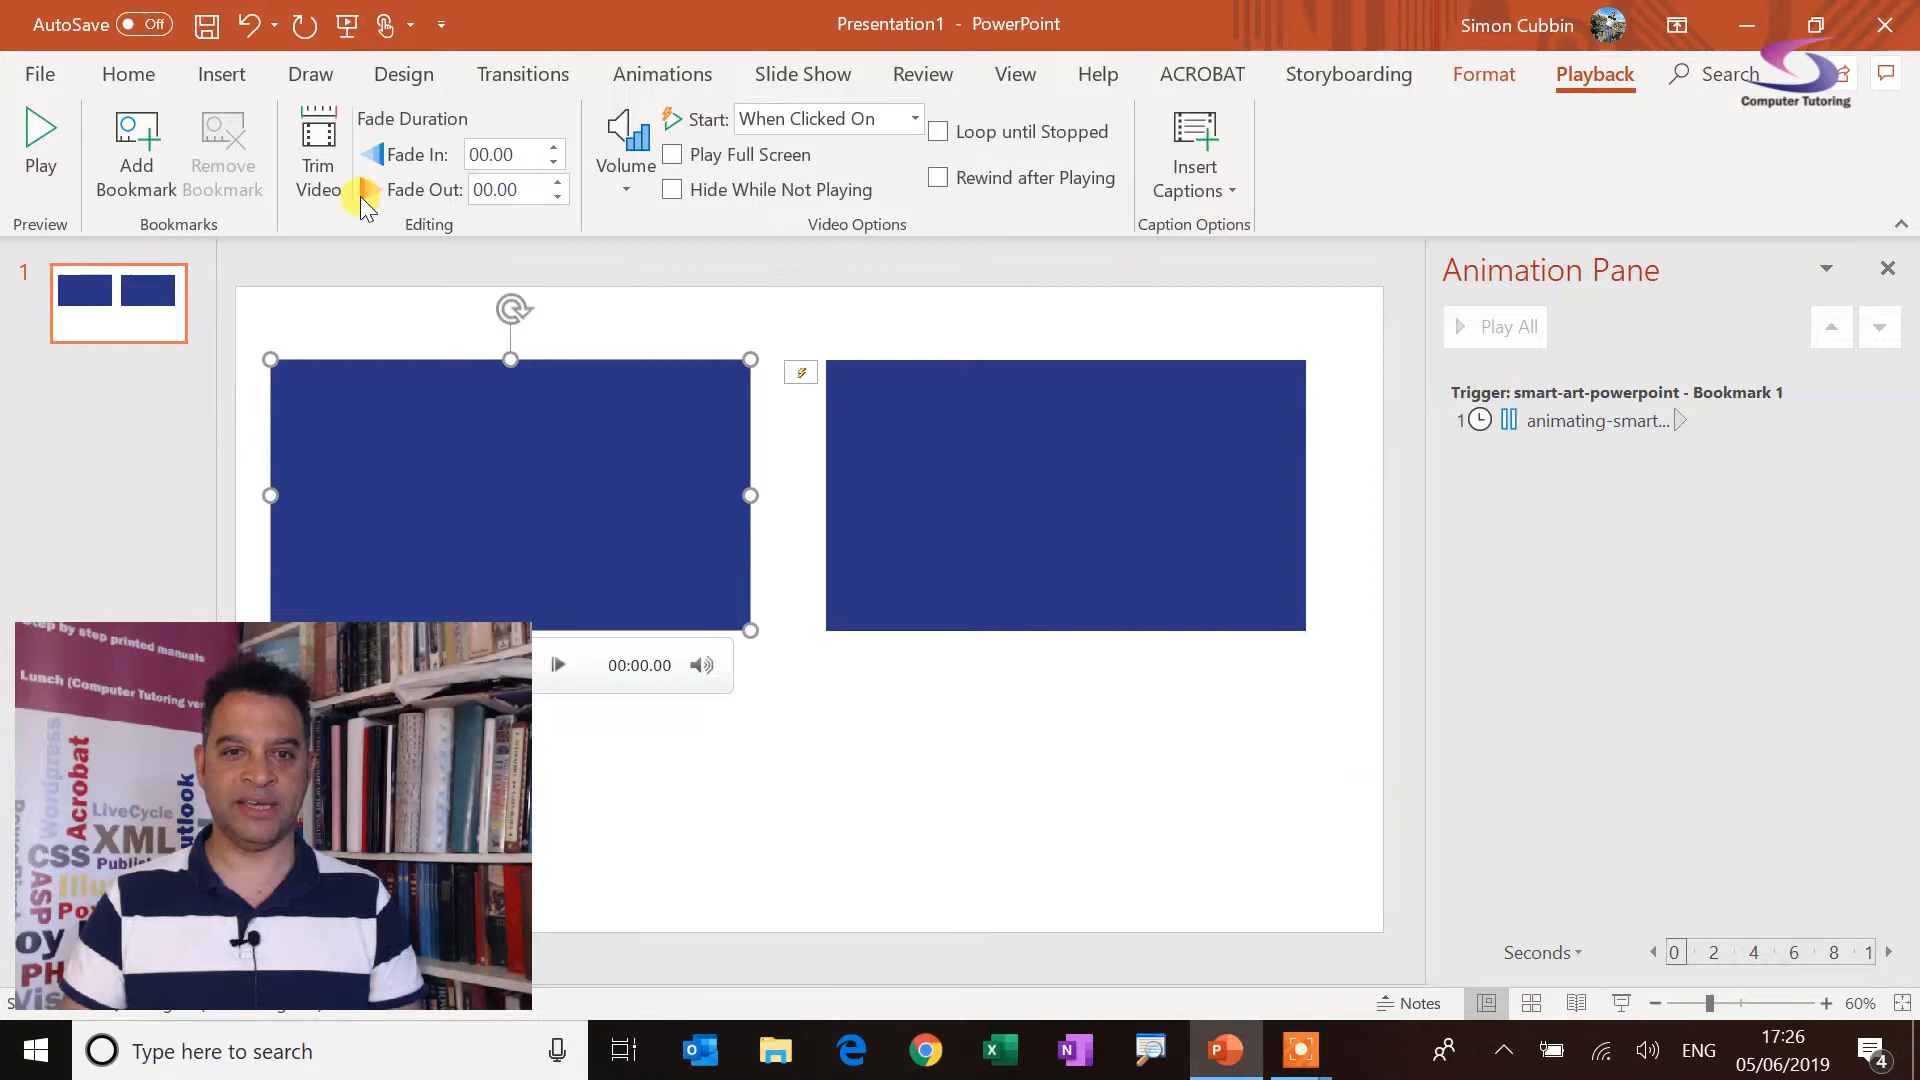 AutoSave Off
Presentation1 - PowerPoint
Simon Cubbin
File Home Insert Draw Design Transitions Animations Slide Show Review View Help ACROBAT Storyboarding Format Playback Search
Computer Tutoring
Play
Add Bookmark
Remove Bookmark
Trim Video
Fade Duration
Fade In: 00.00
Fade Out: 00.00
Volume
Start: When Clicked On
Play Full Screen
Hide While Not Playing
Loop until Stopped
Rewind after Playing
Insert Captions
Preview
Bookmarks
Editing
Video Options
Caption Options
1
Animation Pane
Play All
Trigger: smart-art-powerpoint - Bookmark 1
1 animating-smart...
00:00.00
Step by step printed manuals
Lunch (Computer Tutoring ver
Wordpress
Acrobat
LiveCycle
XML
CSS
ASP
Seconds
0 2 4 6 8 1
Notes
60%
Type here to search
ENG
17:26
05/06/2019
4